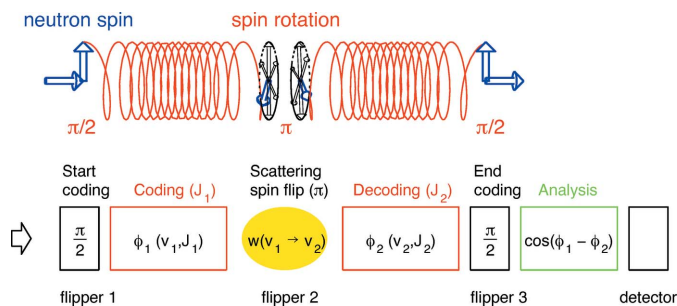 neutron spin
spin rotation
π/2
π
π/2
Start coding
Coding (J₁)
Scattering spin flip (π)
Decoding (J₂)
End coding
Analysis
π/2
ϕ₁ (v₁,J₁)
w(v₁ → v₂)
ϕ₂ (v₂,J₂)
π/2
cos(ϕ₁ − ϕ₂)
flipper 1
flipper 2
flipper 3
detector